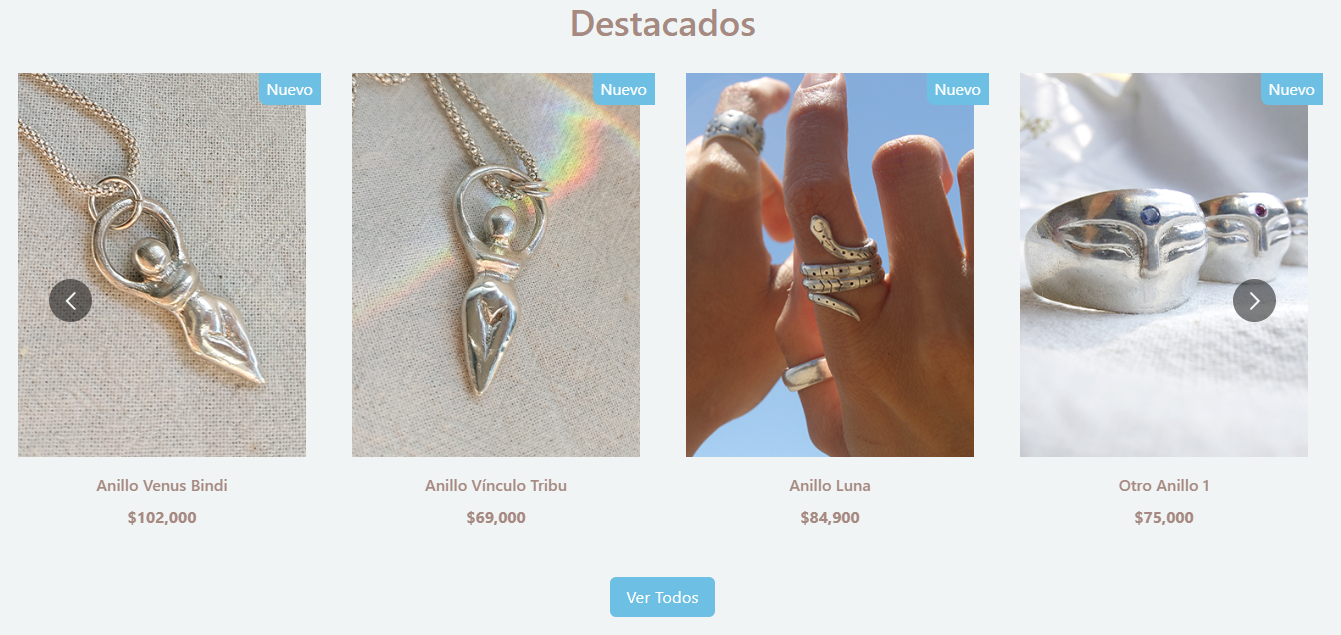 Destacados
Nuevo
Nuevo
Nuevo
Nuevo
Anillo Venus Bindi
$102,000
Anillo Vínculo Tribu
$69,000
Anillo Luna
$84,900
Otro Anillo 1
$75,000
Ver Todos